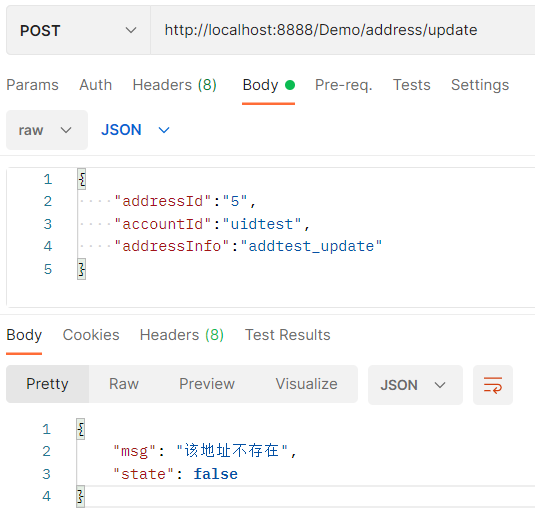 POST http://localhost:8888/Demo/address/update
Params Auth Headers (8) Body Pre-req. Tests Settings
raw JSON
1 {
2 "addressId":"5",
3 "accountId":"uidtest",
4 "addressInfo":"addtest_update"
5 }
Body Cookies Headers (8) Test Results
Pretty Raw Preview Visualize JSON
1 {
2 "msg": "该地址不存在",
3 "state": false
4 }